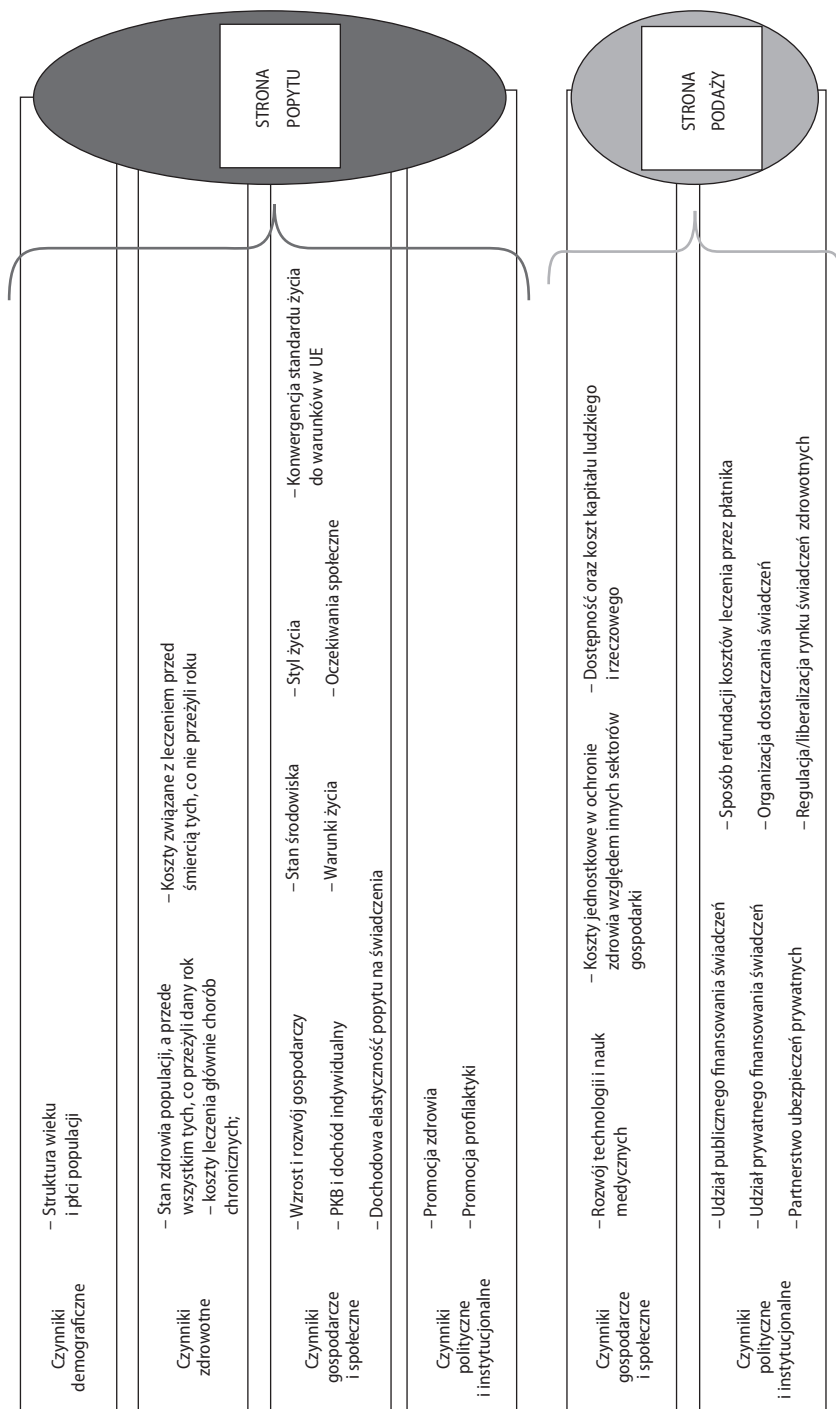 STRONA
POPYTU
Czynniki
demograficzne
– Struktura wieku
i płci populacji
Czynniki
zdrowotne
– Stan zdrowia populacji, a przede
wszystkim tych, co przeżyli dany rok
– koszty leczenia głównie chorób
chronicznych;
– Koszty związane z leczeniem przed
śmiercią tych, co nie przeżyli roku
Czynniki
gospodarcze
i społeczne
– Wzrost i rozwój gospodarczy
– PKB i dochód indywidualny
– Dochodowa elastyczność popytu na świadczenia
– Stan środowiska
– Warunki życia
– Styl życia
– Oczekiwania społeczne
– Konwergencja standardu życia
do warunków w UE
Czynniki
polityczne
i instytucjonalne
– Promocja zdrowia
– Promocja profilaktyki
STRONA
PODAŻY
Czynniki
gospodarcze
i społeczne
– Rozwój technologii i nauk
medycznych
– Koszty jednostkowe w ochronie
zdrowia względem innych sektorów
gospodarki
– Dostępność oraz koszt kapitału ludzkiego
i rzeczowego
Czynniki
polityczne
i instytucjonalne
– Udział publicznego finansowania świadczeń
– Udział prywatnego finansowania świadczeń
– Partnerstwo ubezpieczeń prywatnych
– Sposób refundacji kosztów leczenia przez płatnika
– Organizacja dostarczania świadczeń
– Regulacja/liberalizacja rynku świadczeń zdrowotnych